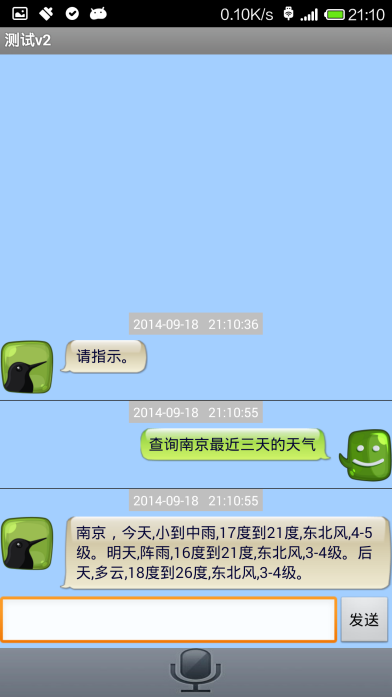 0.10K/s 21:10
测试v2
2014-09-18 21:10:36
请指示。
2014-09-18 21:10:55
查询南京最近三天的天气
2014-09-18 21:10:55
南京，今天,小到中雨,17度到21度,东北风,4-5
级。明天,阵雨,16度到21度,东北风,3-4级。后
天,多云,18度到26度,东北风,3-4级。
发送